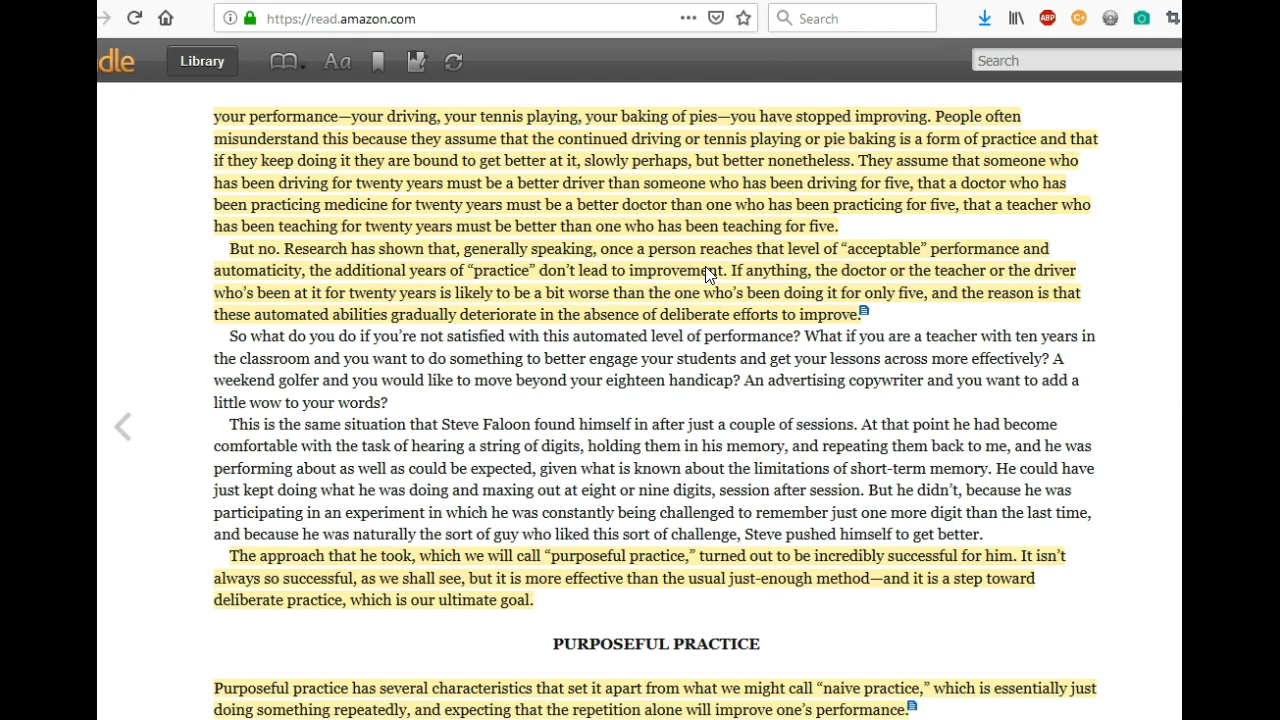 https://read.amazon.com
Search
ABP
C+
dle
Library
Aa
Search
your performance—your driving, your tennis playing, your baking of pies—you have stopped improving. People often
misunderstand this because they assume that the continued driving or tennis playing or pie baking is a form of practice and that
if they keep doing it they are bound to get better at it, slowly perhaps, but better nonetheless. They assume that someone who
has been driving for twenty years must be a better driver than someone who has been driving for five, that a doctor who has
been practicing medicine for twenty years must be a better doctor than one who has been practicing for five, that a teacher who
has been teaching for twenty years must be better than one who has been teaching for five.
But no. Research has shown that, generally speaking, once a person reaches that level of “acceptable” performance and
automaticity, the additional years of “practice” don’t lead to improvement. If anything, the doctor or the teacher or the driver
who’s been at it for twenty years is likely to be a bit worse than the one who’s been doing it for only five, and the reason is that
these automated abilities gradually deteriorate in the absence of deliberate efforts to improve.
So what do you do if you’re not satisfied with this automated level of performance? What if you are a teacher with ten years in
the classroom and you want to do something to better engage your students and get your lessons across more effectively? A
weekend golfer and you would like to move beyond your eighteen handicap? An advertising copywriter and you want to add a
little wow to your words?
This is the same situation that Steve Faloon found himself in after just a couple of sessions. At that point he had become
comfortable with the task of hearing a string of digits, holding them in his memory, and repeating them back to me, and he was
performing about as well as could be expected, given what is known about the limitations of short-term memory. He could have
just kept doing what he was doing and maxing out at eight or nine digits, session after session. But he didn’t, because he was
participating in an experiment in which he was constantly being challenged to remember just one more digit than the last time,
and because he was naturally the sort of guy who liked this sort of challenge, Steve pushed himself to get better.
The approach that he took, which we will call “purposeful practice,” turned out to be incredibly successful for him. It isn’t
always so successful, as we shall see, but it is more effective than the usual just-enough method—and it is a step toward
deliberate practice, which is our ultimate goal.
PURPOSEFUL PRACTICE
Purposeful practice has several characteristics that set it apart from what we might call “naive practice,” which is essentially just
doing something repeatedly, and expecting that the repetition alone will improve one’s performance.